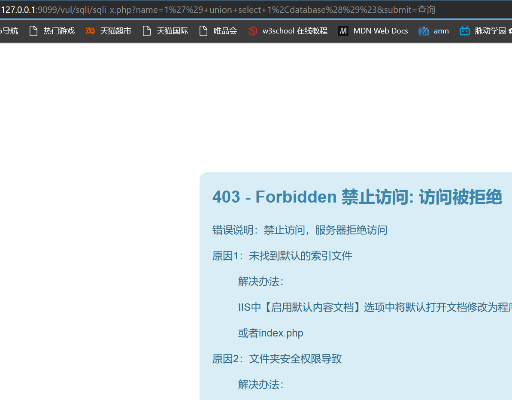 127.0.0.1:9099/vul/sqli/sqli_x.php?name=1%27%29+union+select+1%2Cdatabase%28%29%23&submit=查询
导航 热门游戏 天猫超市 天猫国际 唯品会 w3school 在线教程 MDN Web Docs amn 脉动学园
403 - Forbidden 禁止访问: 访问被拒绝
错误说明：禁止访问，服务器拒绝访问
原因1：未找到默认的索引文件
解决办法：
IIS中【启用默认内容文档】选项中将默认打开文档修改为程序
或者index.php
原因2：文件夹安全权限导致
解决办法：